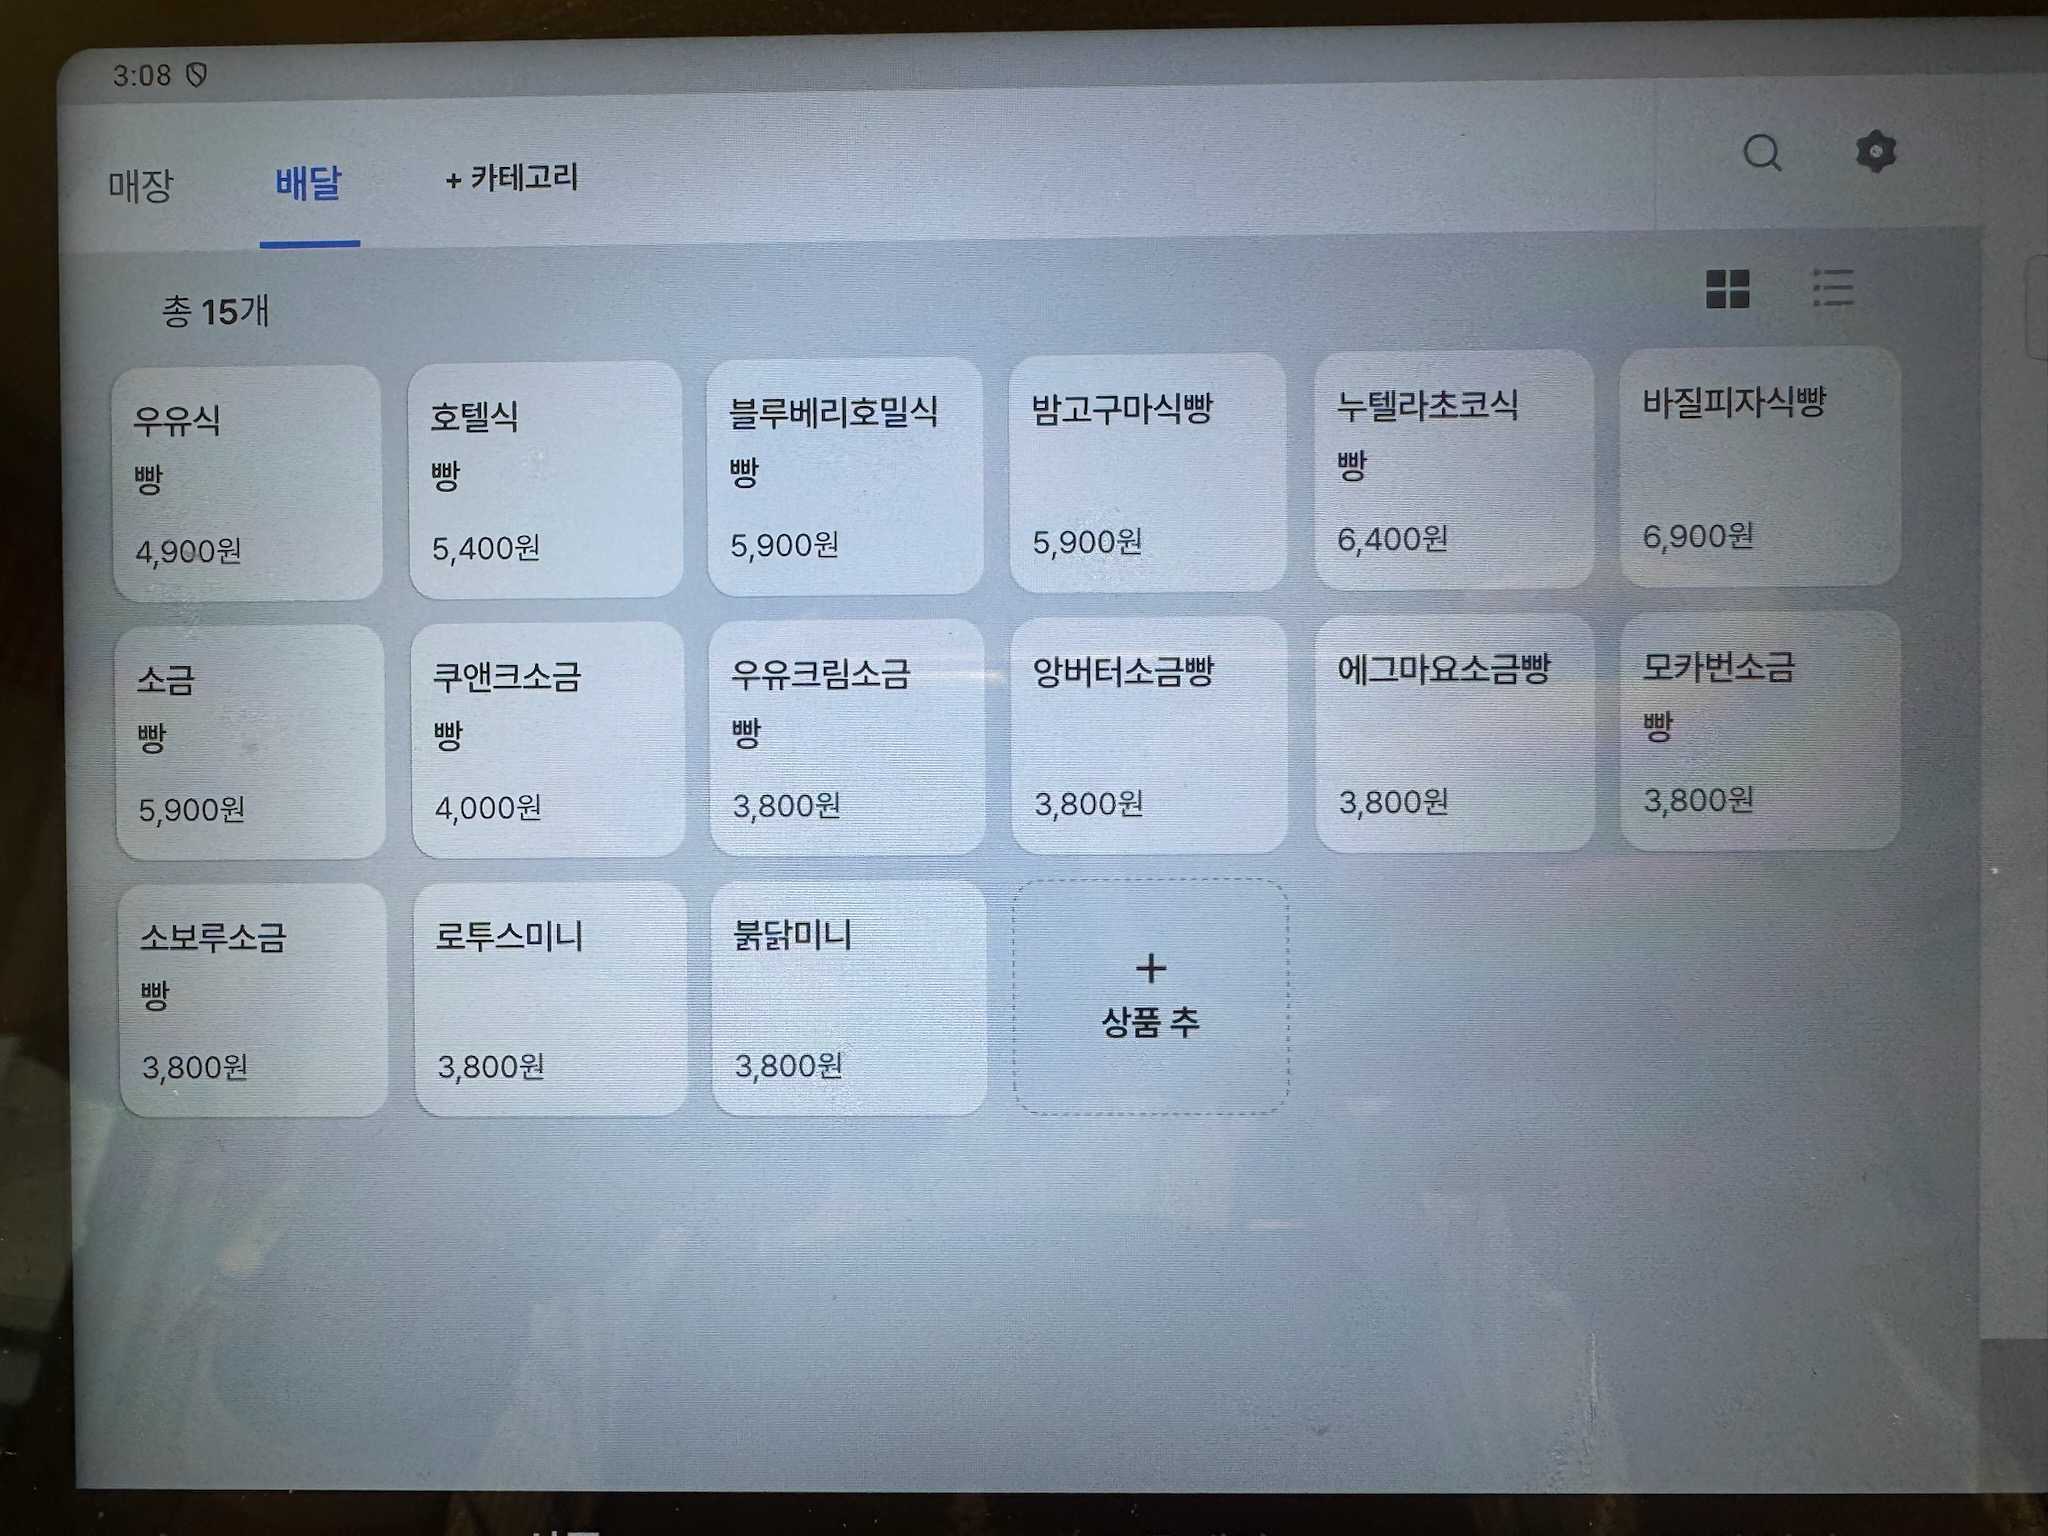 3:08
매장 배달 + 카테고리
총 15개
우유식
빵
4,900원
호텔식
빵
5,400원
블루베리호밀식
빵
5,900원
밤고구마식빵
5,900원
누텔라초코식
빵
6,400원
바질피자식빵
6,900원
소금
빵
5,900원
쿠앤크소금
빵
4,000원
우유크림소금
빵
3,800원
앙버터소금빵
3,800원
에그마요소금빵
3,800원
모카번소금
빵
3,800원
소보루소금
빵
3,800원
로투스미니
3,800원
붉닭미니
3,800원
+
상품 추